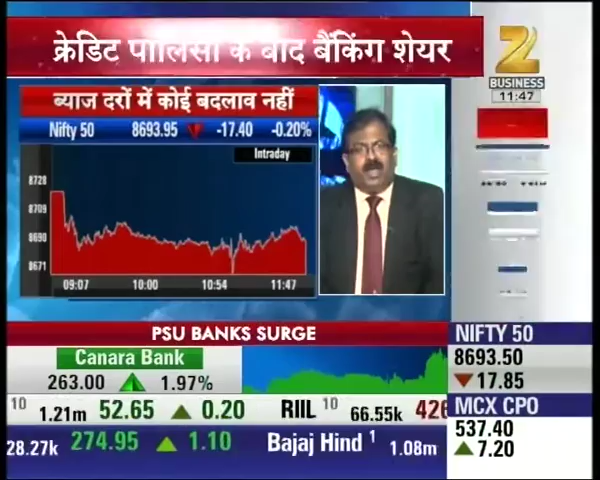 क्रेडिट पॉलिसी के बाद बैंकिंग शेयर
Z
BUSINESS
11:47
ब्याज दरों में कोई बदलाव नहीं
Nifty 50 8693.95 -17.40 -0.20%
Intraday
8728
8709
8690
8671
09:07 10:00 10:54 11:47
PSU BANKS SURGE
Canara Bank
263.00 1.97%
NIFTY 50
8693.50
17.85
MCX CPO
537.40
7.20
10 1.21m 52.65 0.20 RIIL 10 66.55k 426
28.27k 274.95 1.10 Bajaj Hind 1 1.08m